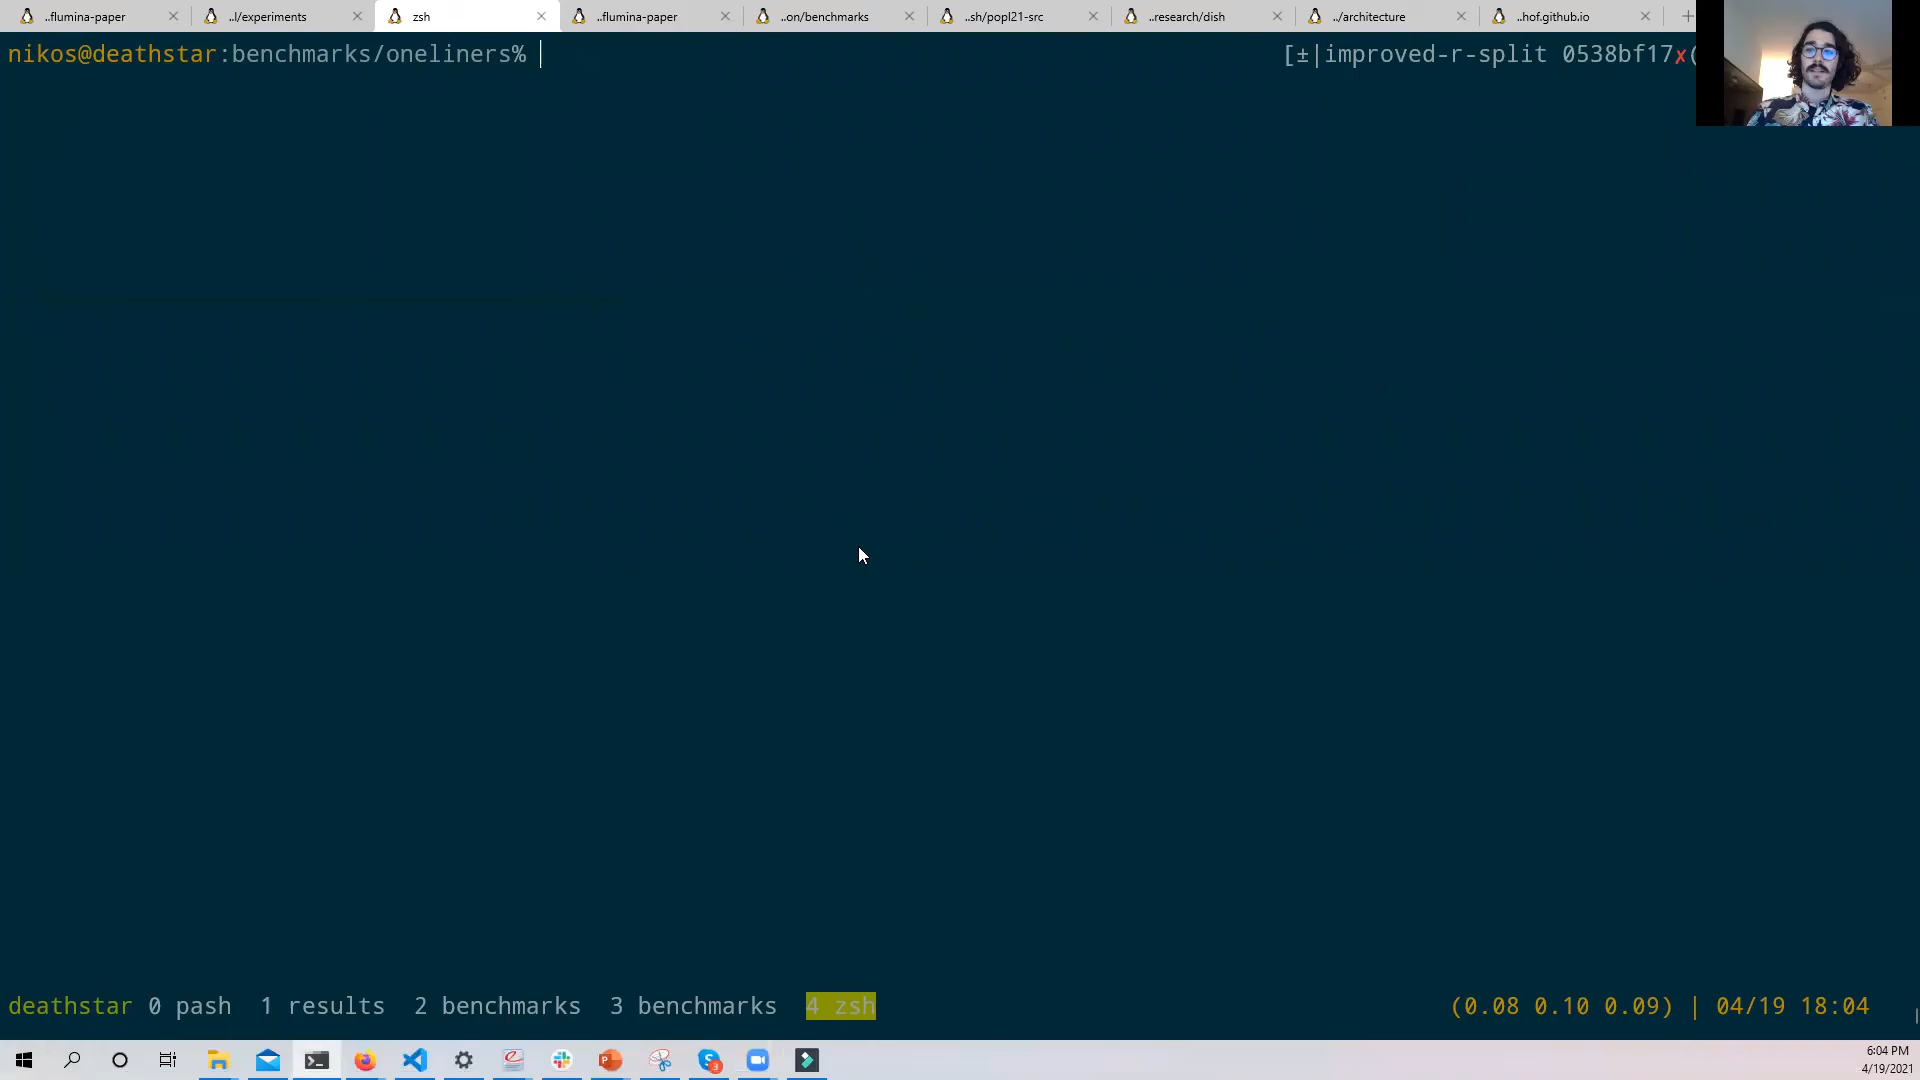 ..flumina-paper ..l/experiments zsh ..flumina-paper ..on/benchmarks ..sh/popl21-src ..research/dish ../architecture ..hof.github.io
nikos@deathstar:benchmarks/oneliners% [±|improved-r-split 0538bf17✗(
deathstar 0 pash 1 results 2 benchmarks 3 benchmarks 4 zsh (0.08 0.10 0.09) | 04/19 18:04
6:04 PM
4/19/2021